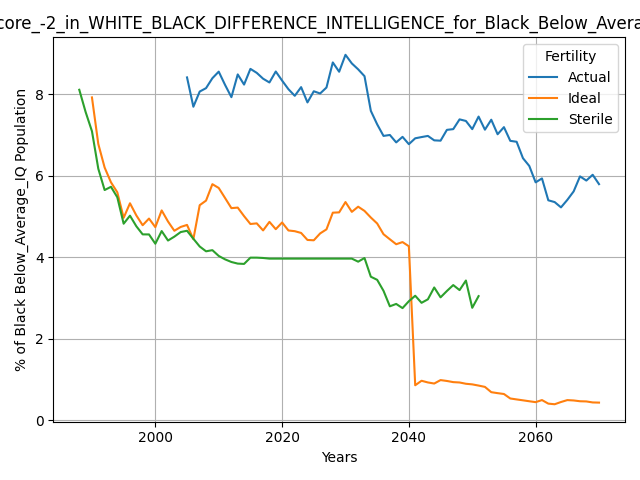 core_-2_in_WHITE_BLACK_DIFFERENCE_INTELLIGENCE_for_Black_Below_Avera
% of Black Below_Average_IQ Population
8
6
4
2
0
Fertility
Actual
Ideal
Sterile
2000
2020
2040
2060
Years